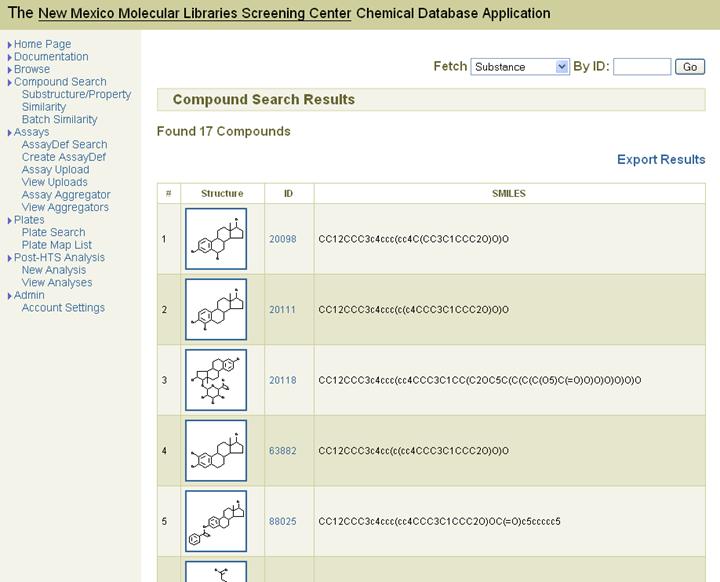 The New Mexico Molecular Libraries Screening Center Chemical Database Application
Home Page
Documentation
Browse
Compound Search
Substructure/Property
Similarity
Batch Similarity
Assays
AssayDef Search
Create AssayDef
Assay Upload
View Uploads
Assay Aggregator
View Aggregators
Plates
Plate Search
Plate Map List
Post-HTS Analysis
New Analysis
View Analyses
Admin
Account Settings
Fetch Substance By ID: Go
Compound Search Results
Found 17 Compounds
Export Results
# Structure ID SMILES
1 20098 CC12CCC3c4ccc(cc4C(CC3C1CCC2O)O)O
2 20111 CC12CCC3c4ccc(c(c4CCC3C1CCC2O)O)O
3 20118 CC12CCC3c4ccc(cc4CCC3C1CC(C2OC5C(C(C(C(O5)C(=O)O)O)O)O)O)O
4 63882 CC12CCC3c4cc(c(cc4CCC3C1CCC2O)O)O
5 88025 CC12CCC3c4ccc(cc4CCC3C1CCC2O)OC(=O)c5ccccc5